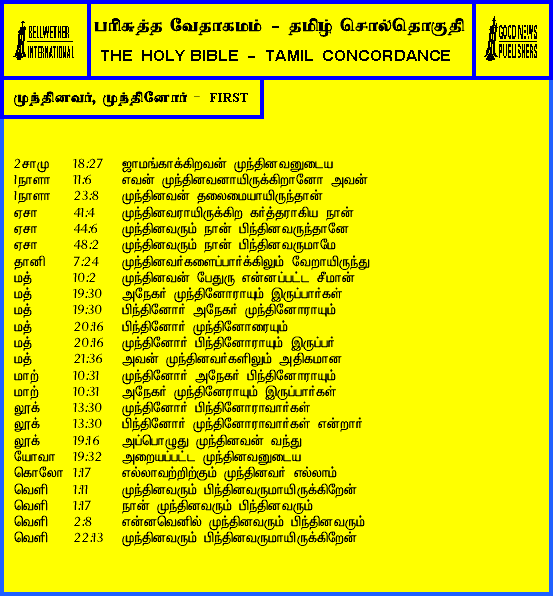 BELLWETHER INTERNATIONAL
பரிசுத்த வேதாகமம் - தமிழ் சொல்தொகுதி
THE HOLY BIBLE - TAMIL CONCORDANCE
GOOD NEWS PUBLISHERS
முந்தினவர், முந்தினோர் - FIRST
2சாமு 18:27 ஜாமங்காக்கிறவன் முந்தினவனுடைய
1நாளா 11:6 எவன் முந்தினவனாயிருக்கிறானோ அவன்
1நாளா 23:8 முந்தினவன் தலைமையாயிருந்தான்
ஏசா 41:4 முந்தினவராயிருக்கிற கர்த்தராகிய நான்
ஏசா 44:6 முந்தினவரும் நான் பிந்தினவருந்தானே
ஏசா 48:2 முந்தினவரும் நான் பிந்தினவருமாமே
தானி 7:24 முந்தினவர்களைப்பார்க்கிலும் வேறாயிருந்து
மத் 10:2 முந்தினவன் பேதுரு என்னப்பட்ட சீமான்
மத் 19:30 அநேகர் முந்தினோராயும் இருப்பார்கள்
மத் 19:30 பிந்தினோர் அநேகர் முந்தினோராயும்
மத் 20:16 பிந்தினோர் முந்தினோரையும்
மத் 20:16 முந்தினோர் பிந்தினோராயும் இருப்பர்
மத் 21:36 அவன் முந்தினவர்களிலும் அதிகமான
மாற் 10:31 முந்தினோர் அநேகர் பிந்தினோராயும்
மாற் 10:31 அநேகர் முந்தினேராயும் இருப்பார்கள்
லூக் 13:30 முந்தினோர் பிந்தினோராவார்கள்
லூக் 13:30 பிந்தினோர் முந்தினோராவார்கள் என்றார்
லூக் 19:16 அப்பொழுது முந்தினவன் வந்து
யோவா 19:32 அறையப்பட்ட முந்தினவனுடைய
கொலோ 1:17 எல்லாவற்றிற்கும் முந்தினவர் எல்லாம்
வெளி 1:11 முந்தினவரும் பிந்தினவருமாயிருக்கிறேன்
வெளி 1:17 நான் முந்தினவரும் பிந்தினவரும்
வெளி 2:8 என்னவெனில் முந்தினவரும் பிந்தினவரும்
வெளி 22:13 முந்தினவரும் பிந்தினவருமாயிருக்கிறேன்